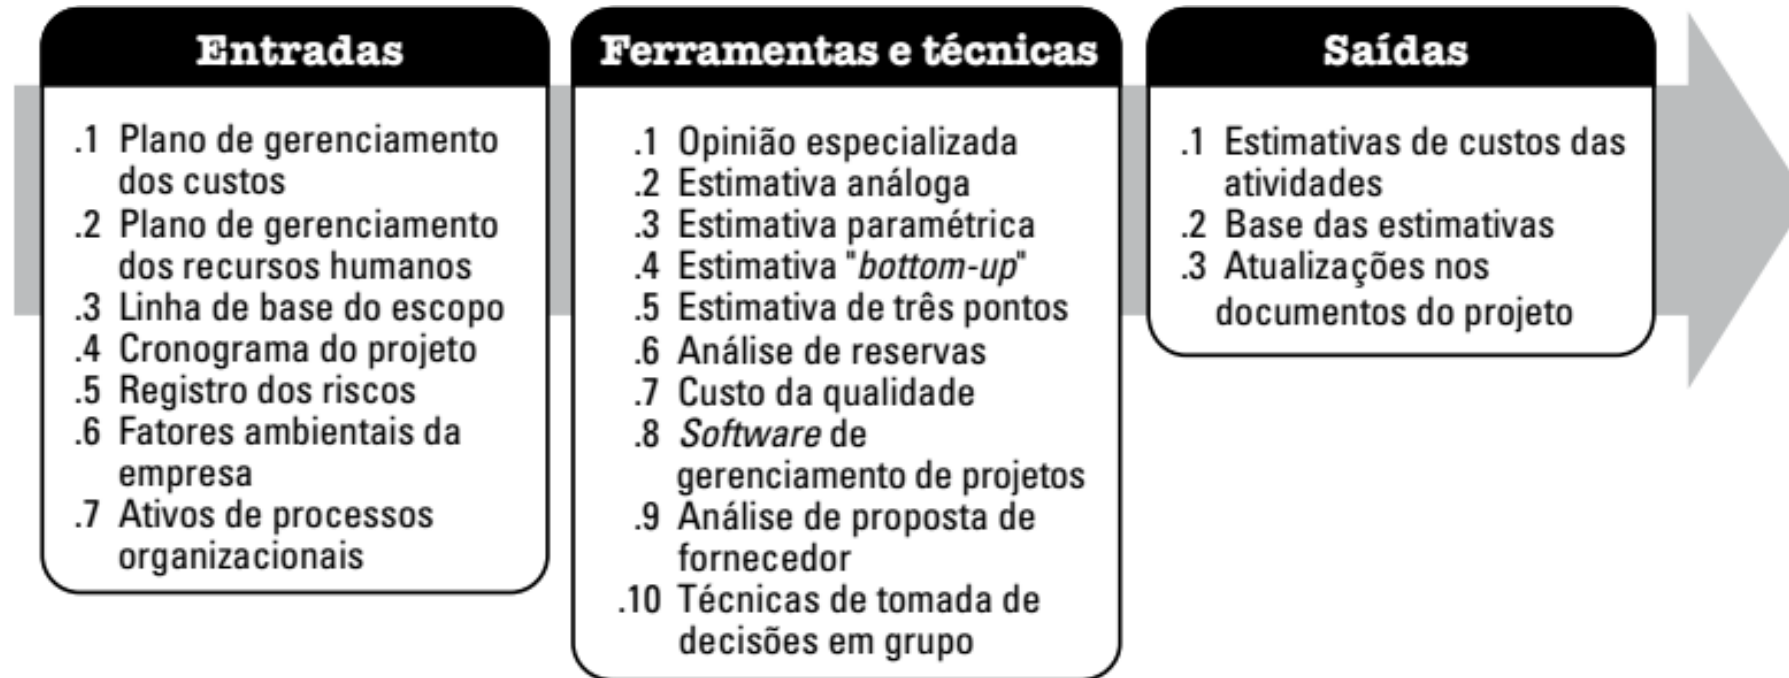 Entradas
.1 Plano de gerenciamento
dos custos
.2 Plano de gerenciamento
dos recursos humanos
.3 Linha de base do escopo
.4 Cronograma do projeto
.5 Registro dos riscos
.6 Fatores ambientais da
empresa
.7 Ativos de processos
organizacionais
Ferramentas e técnicas
.1 Opinião especializada
.2 Estimativa análoga
.3 Estimativa paramétrica
.4 Estimativa "bottom-up"
.5 Estimativa de três pontos
.6 Análise de reservas
.7 Custo da qualidade
.8 Software de
gerenciamento de projetos
.9 Análise de proposta de
fornecedor
.10 Técnicas de tomada de
decisões em grupo
Saídas
.1 Estimativas de custos das
atividades
.2 Base das estimativas
.3 Atualizações nos
documentos do projeto